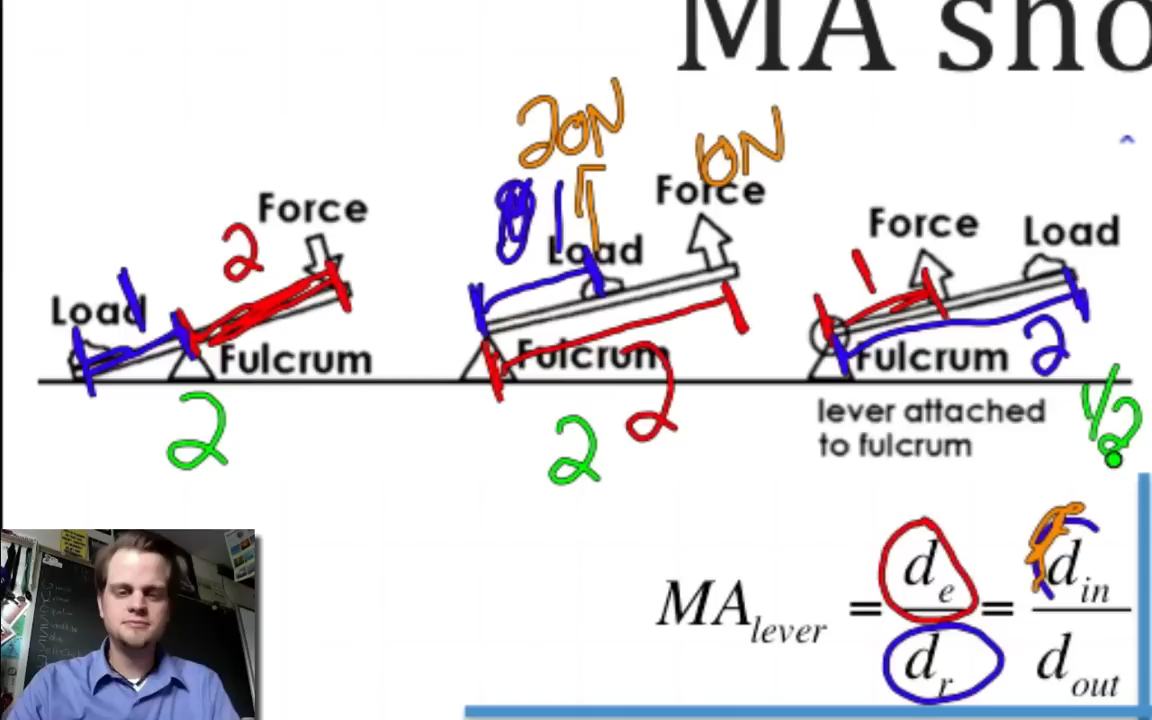 MA sho
20N
10N
1
Force
Force
2
Load
Force
Load
Load
1
1
Fulcrum
Fulcrum
Fulcrum
2
2
2
2
1/2
lever attached
to fulcrum
MA lever = d e / d r = d in / d out